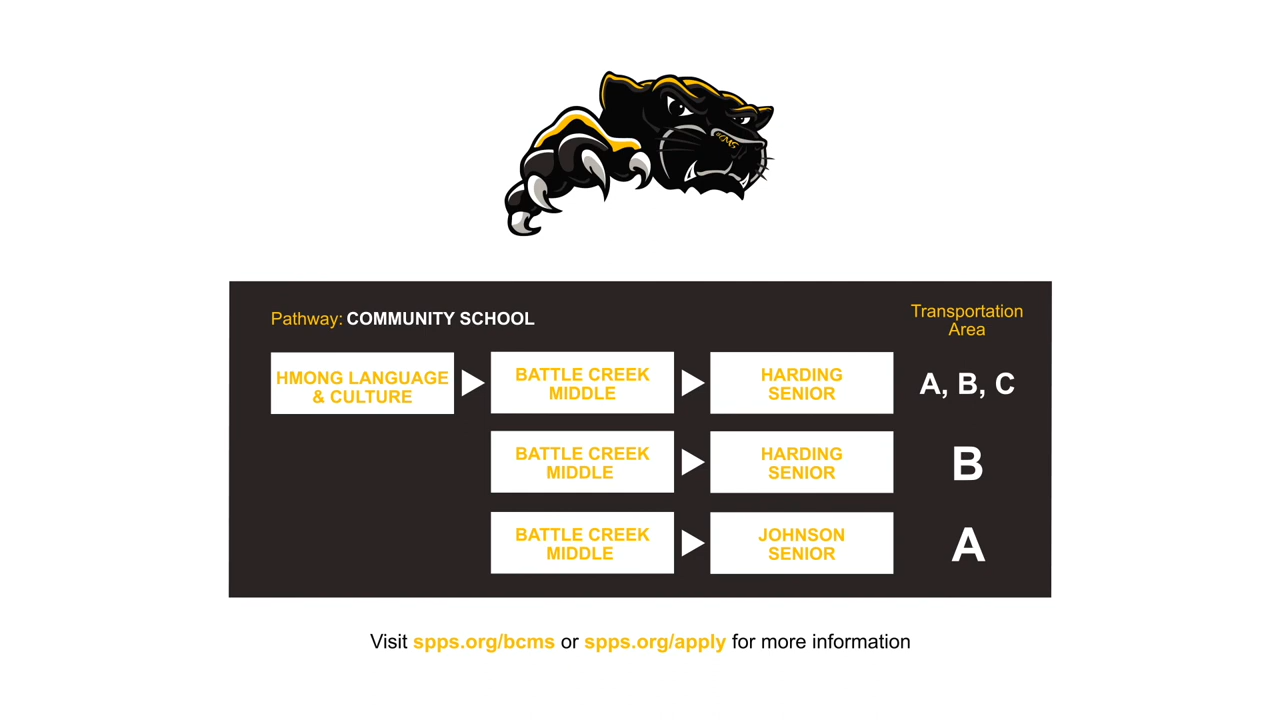 BCMS
Pathway: COMMUNITY SCHOOL
Transportation
Area
HMONG LANGUAGE
& CULTURE
BATTLE CREEK
MIDDLE
HARDING
SENIOR
A, B, C
BATTLE CREEK
MIDDLE
HARDING
SENIOR
B
BATTLE CREEK
MIDDLE
JOHNSON
SENIOR
A
Visit spps.org/bcms or spps.org/apply for more information